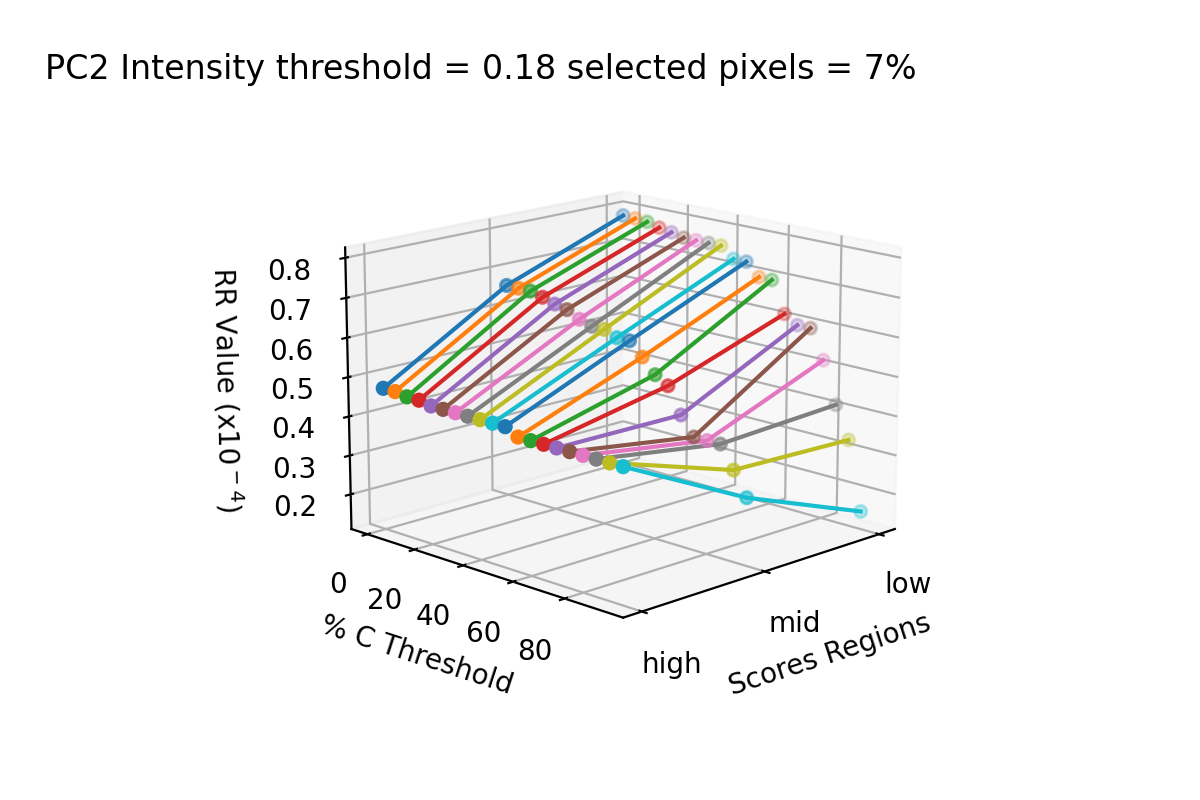 PC2 Intensity threshold = 0.18 selected pixels = 7%
RR Value (x10⁻⁴)
0.8
0.7
0.6
0.5
0.4
0.3
0.2
0
20
40
60
80
% C Threshold
high
mid
low
Scores Regions